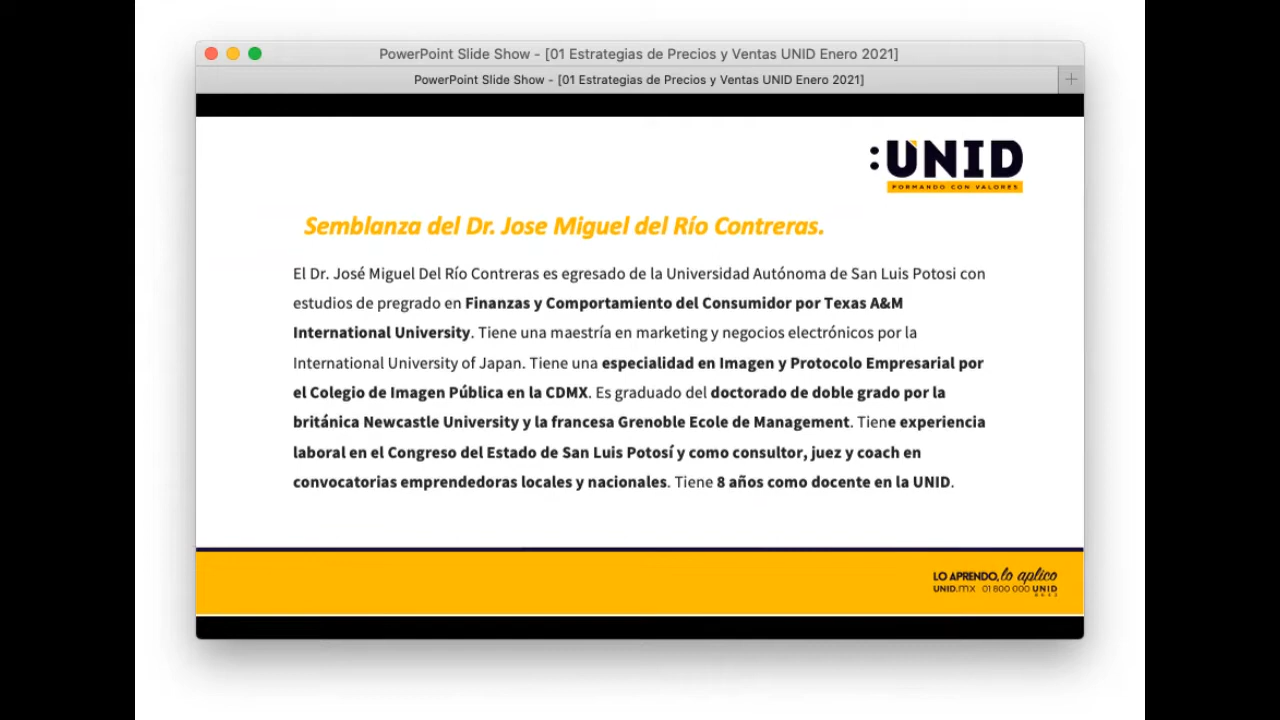 PowerPoint Slide Show - [01 Estrategias de Precios y Ventas UNID Enero 2021]
PowerPoint Slide Show - [01 Estrategias de Precios y Ventas UNID Enero 2021]
:UNID
FORMANDO CON VALORES
Semblanza del Dr. Jose Miguel del Río Contreras.
El Dr. José Miguel Del Río Contreras es egresado de la Universidad Autónoma de San Luis Potosi con
estudios de pregrado en Finanzas y Comportamiento del Consumidor por Texas A&M
International University. Tiene una maestría en marketing y negocios electrónicos por la
International University of Japan. Tiene una especialidad en Imagen y Protocolo Empresarial por
el Colegio de Imagen Pública en la CDMX. Es graduado del doctorado de doble grado por la
británica Newcastle University y la francesa Grenoble Ecole de Management. Tiene experiencia
laboral en el Congreso del Estado de San Luis Potosí y como consultor, juez y coach en
convocatorias emprendedoras locales y nacionales. Tiene 8 años como docente en la UNID.
LO APRENDO, lo aplico
UNID.mx 01 800 000 UNID
8643